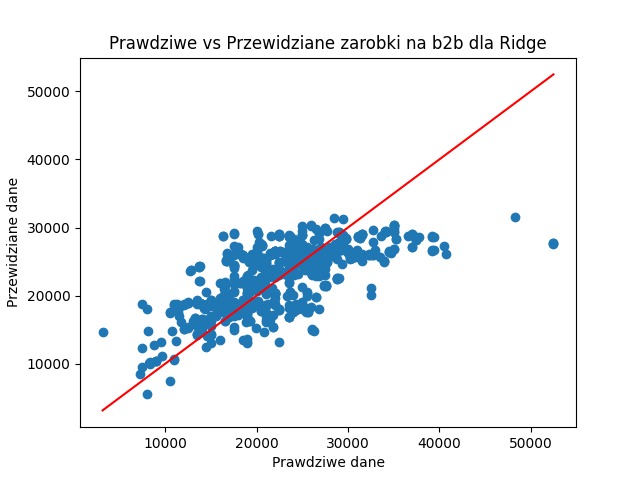 Prawdziwe vs Przewidziane zarobki na b2b dla Ridge
50000
40000
30000
20000
10000
Przewidziane dane
10000 20000 30000 40000 50000
Prawdziwe dane